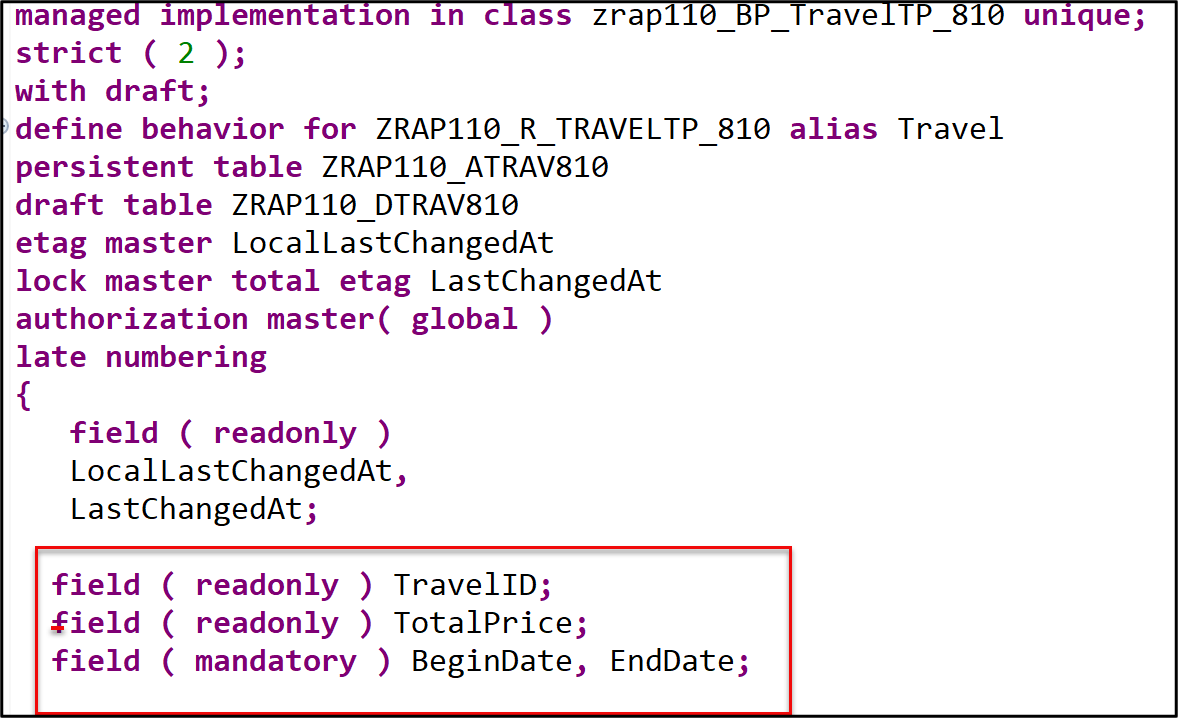 managed implementation in class zrap110_BP_TravelTP_810 unique;
strict ( 2 );
with draft;
define behavior for ZRAP110_R_TRAVELTP_810 alias Travel
persistent table ZRAP110_ATRAV810
draft table ZRAP110_DTRAV810
etag master LocalLastChangedAt
lock master total etag LastChangedAt
authorization master( global )
late numbering
{
field ( readonly )
LocalLastChangedAt,
LastChangedAt;
field ( readonly ) TravelID;
field ( readonly ) TotalPrice;
field ( mandatory ) BeginDate, EndDate;